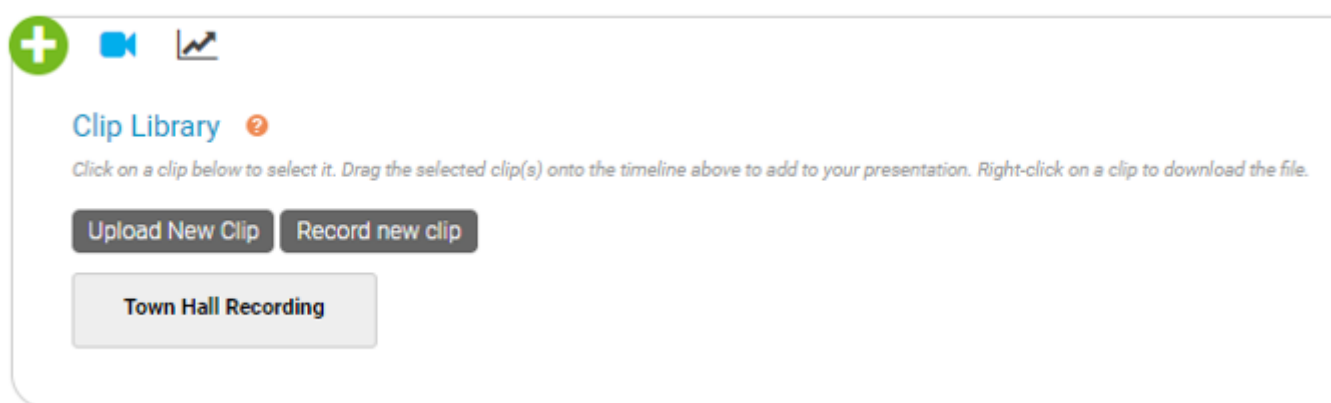 Clip Library ?
Click on a clip below to select it. Drag the selected clip(s) onto the timeline above to add to your presentation. Right-click on a clip to download the file.
Upload New Clip Record new clip
Town Hall Recording